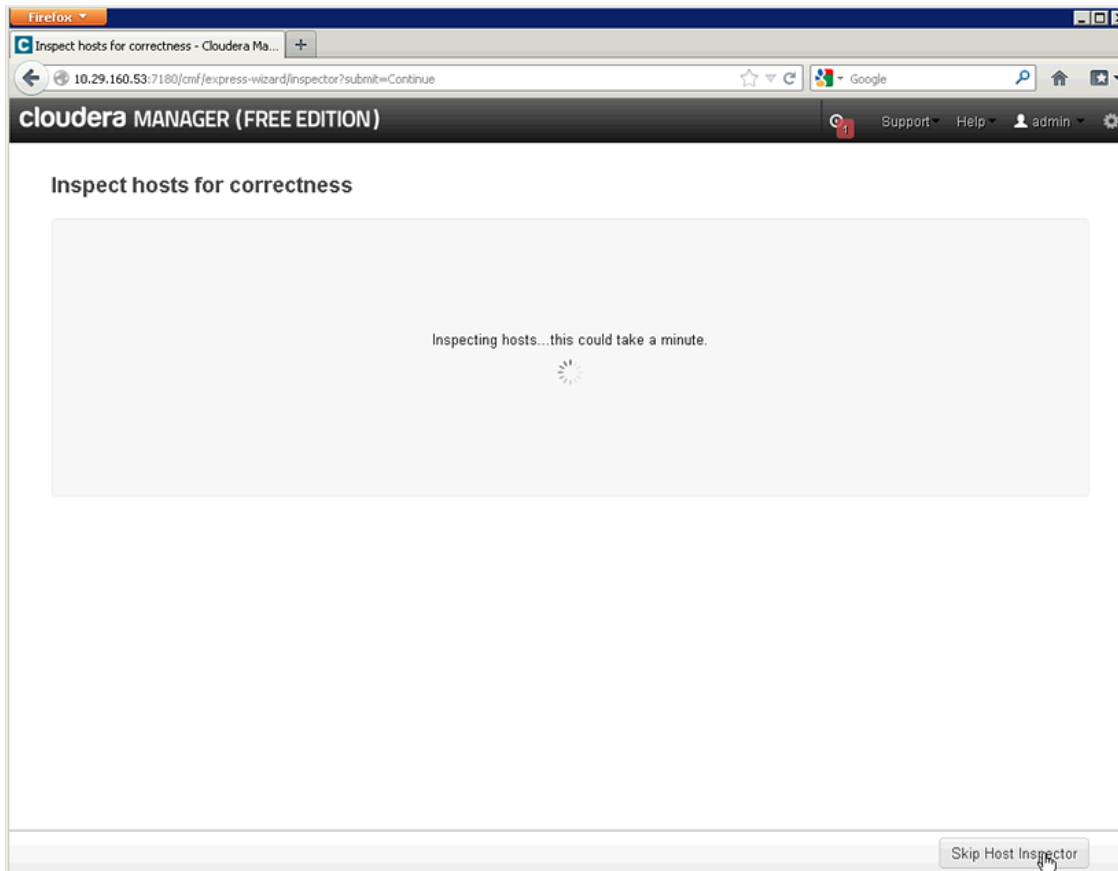 Firefox
Inspect hosts for correctness - Cloudera Ma...
10.29.160.53:7180/cmf/express-wizard/inspector?submit=Continue
Google
cloudera MANAGER (FREE EDITION)
1
Support
Help
admin
Inspect hosts for correctness
Inspecting hosts...this could take a minute.
Skip Host Inspector